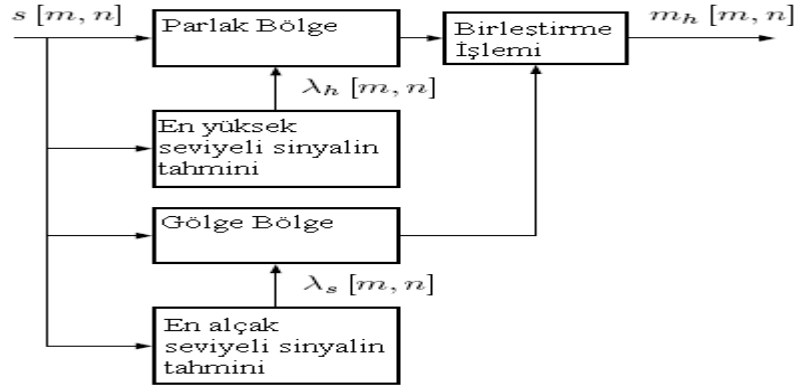 s [m, n]
Parlak Bölge
Birleştirme
İşlemi
m_h [m, n]
λ_h [m, n]
En yüksek
seviyeli sinyalin
tahmini
Gölge Bölge
λ_s [m, n]
En alçak
seviyeli sinyalin
tahmini